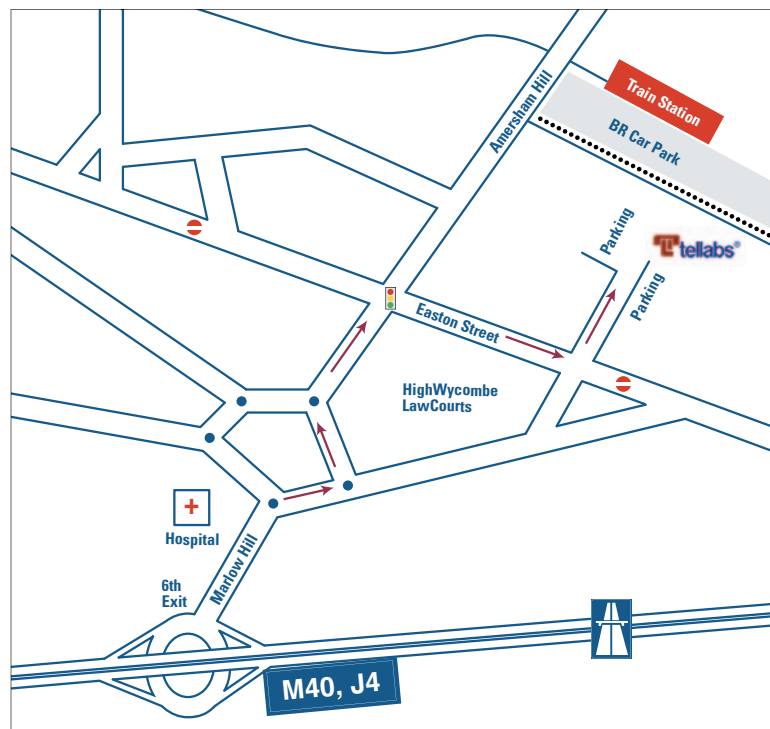 Train Station
BR Car Park
Amersham Hill
Parking
tellabs®
Parking
Easton Street
HighWycombe
LawCourts
Hospital
Marlow Hill
6th
Exit
M40, J4